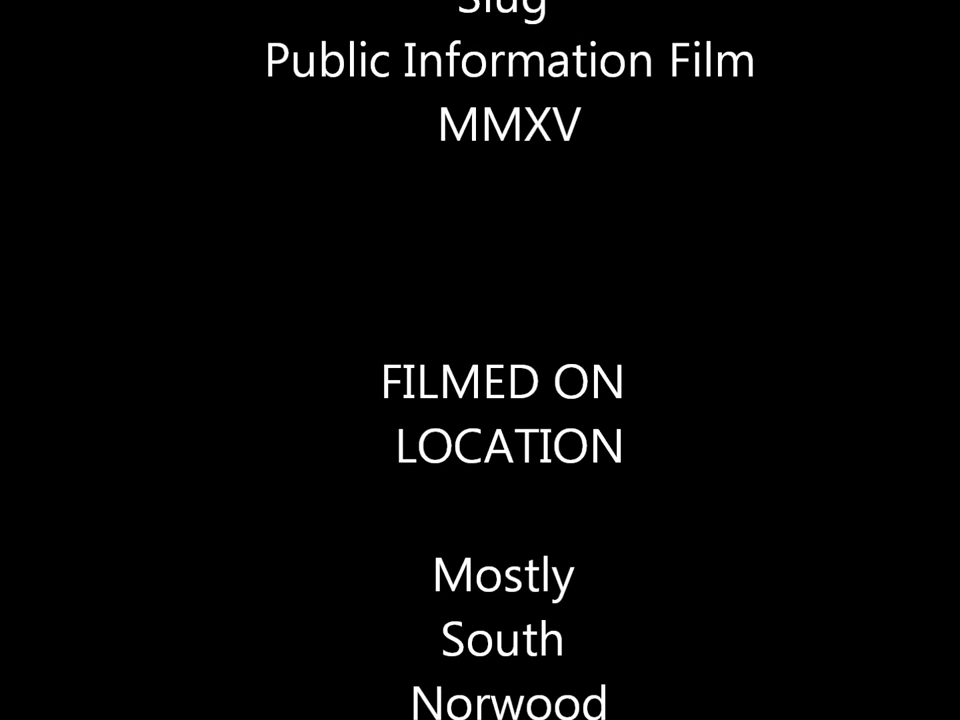 Slug
Public Information Film
MMXV
FILMED ON
LOCATION
Mostly
South
Norwood